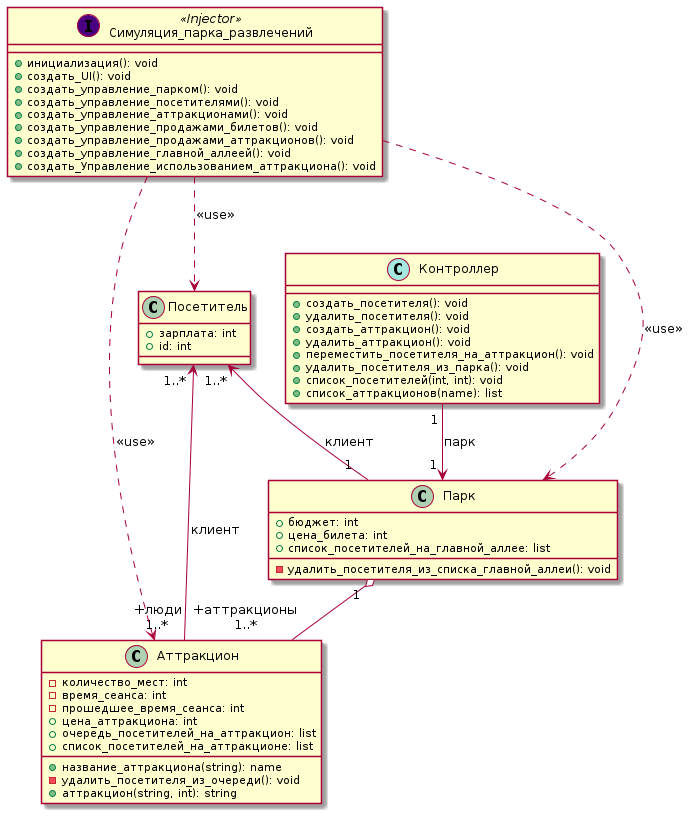 I
«Injector»
Симуляция_парка_развлечений
инициализация(): void
создать_UI(): void
создать_управление_парком(): void
создать_управление_посетителями(): void
создать_управление_аттракционами(): void
создать_управление_продажами_билетов(): void
создать_управление_продажами_аттракционов(): void
создать_управление_главной_аллеей(): void
создать_Управление_использованием_аттракциона(): void
«use»
C Посетитель
зарплата: int
id: int
C Контроллер
создать_посетителя(): void
удалить_посетителя(): void
создать_аттракцион(): void
удалить_аттракцион(): void
переместить_посетителя_на_аттракцион(): void
удалить_посетителя_из_парка(): void
список_посетителей(int, int): void
список_аттракционов(name): list
«use»
1..* 1..*
1
«use»
клиент
парк
1
1
C Парк
бюджет: int
цена_билета: int
список_посетителей_на_главной_аллее: list
удалить_посетителя_из_списка_главной_аллеи(): void
клиент
1
+люди
1..*
+аттракционы
1..*
C Аттракцион
количество_мест: int
время_сеанса: int
прошедшее_время_сеанса: int
цена_аттракциона: int
очередь_посетителей_на_аттракцион: list
список_посетителей_на_аттракционе: list
название_аттракциона(string): name
удалить_посетителя_из_очереди(): void
аттракцион(string, int): string